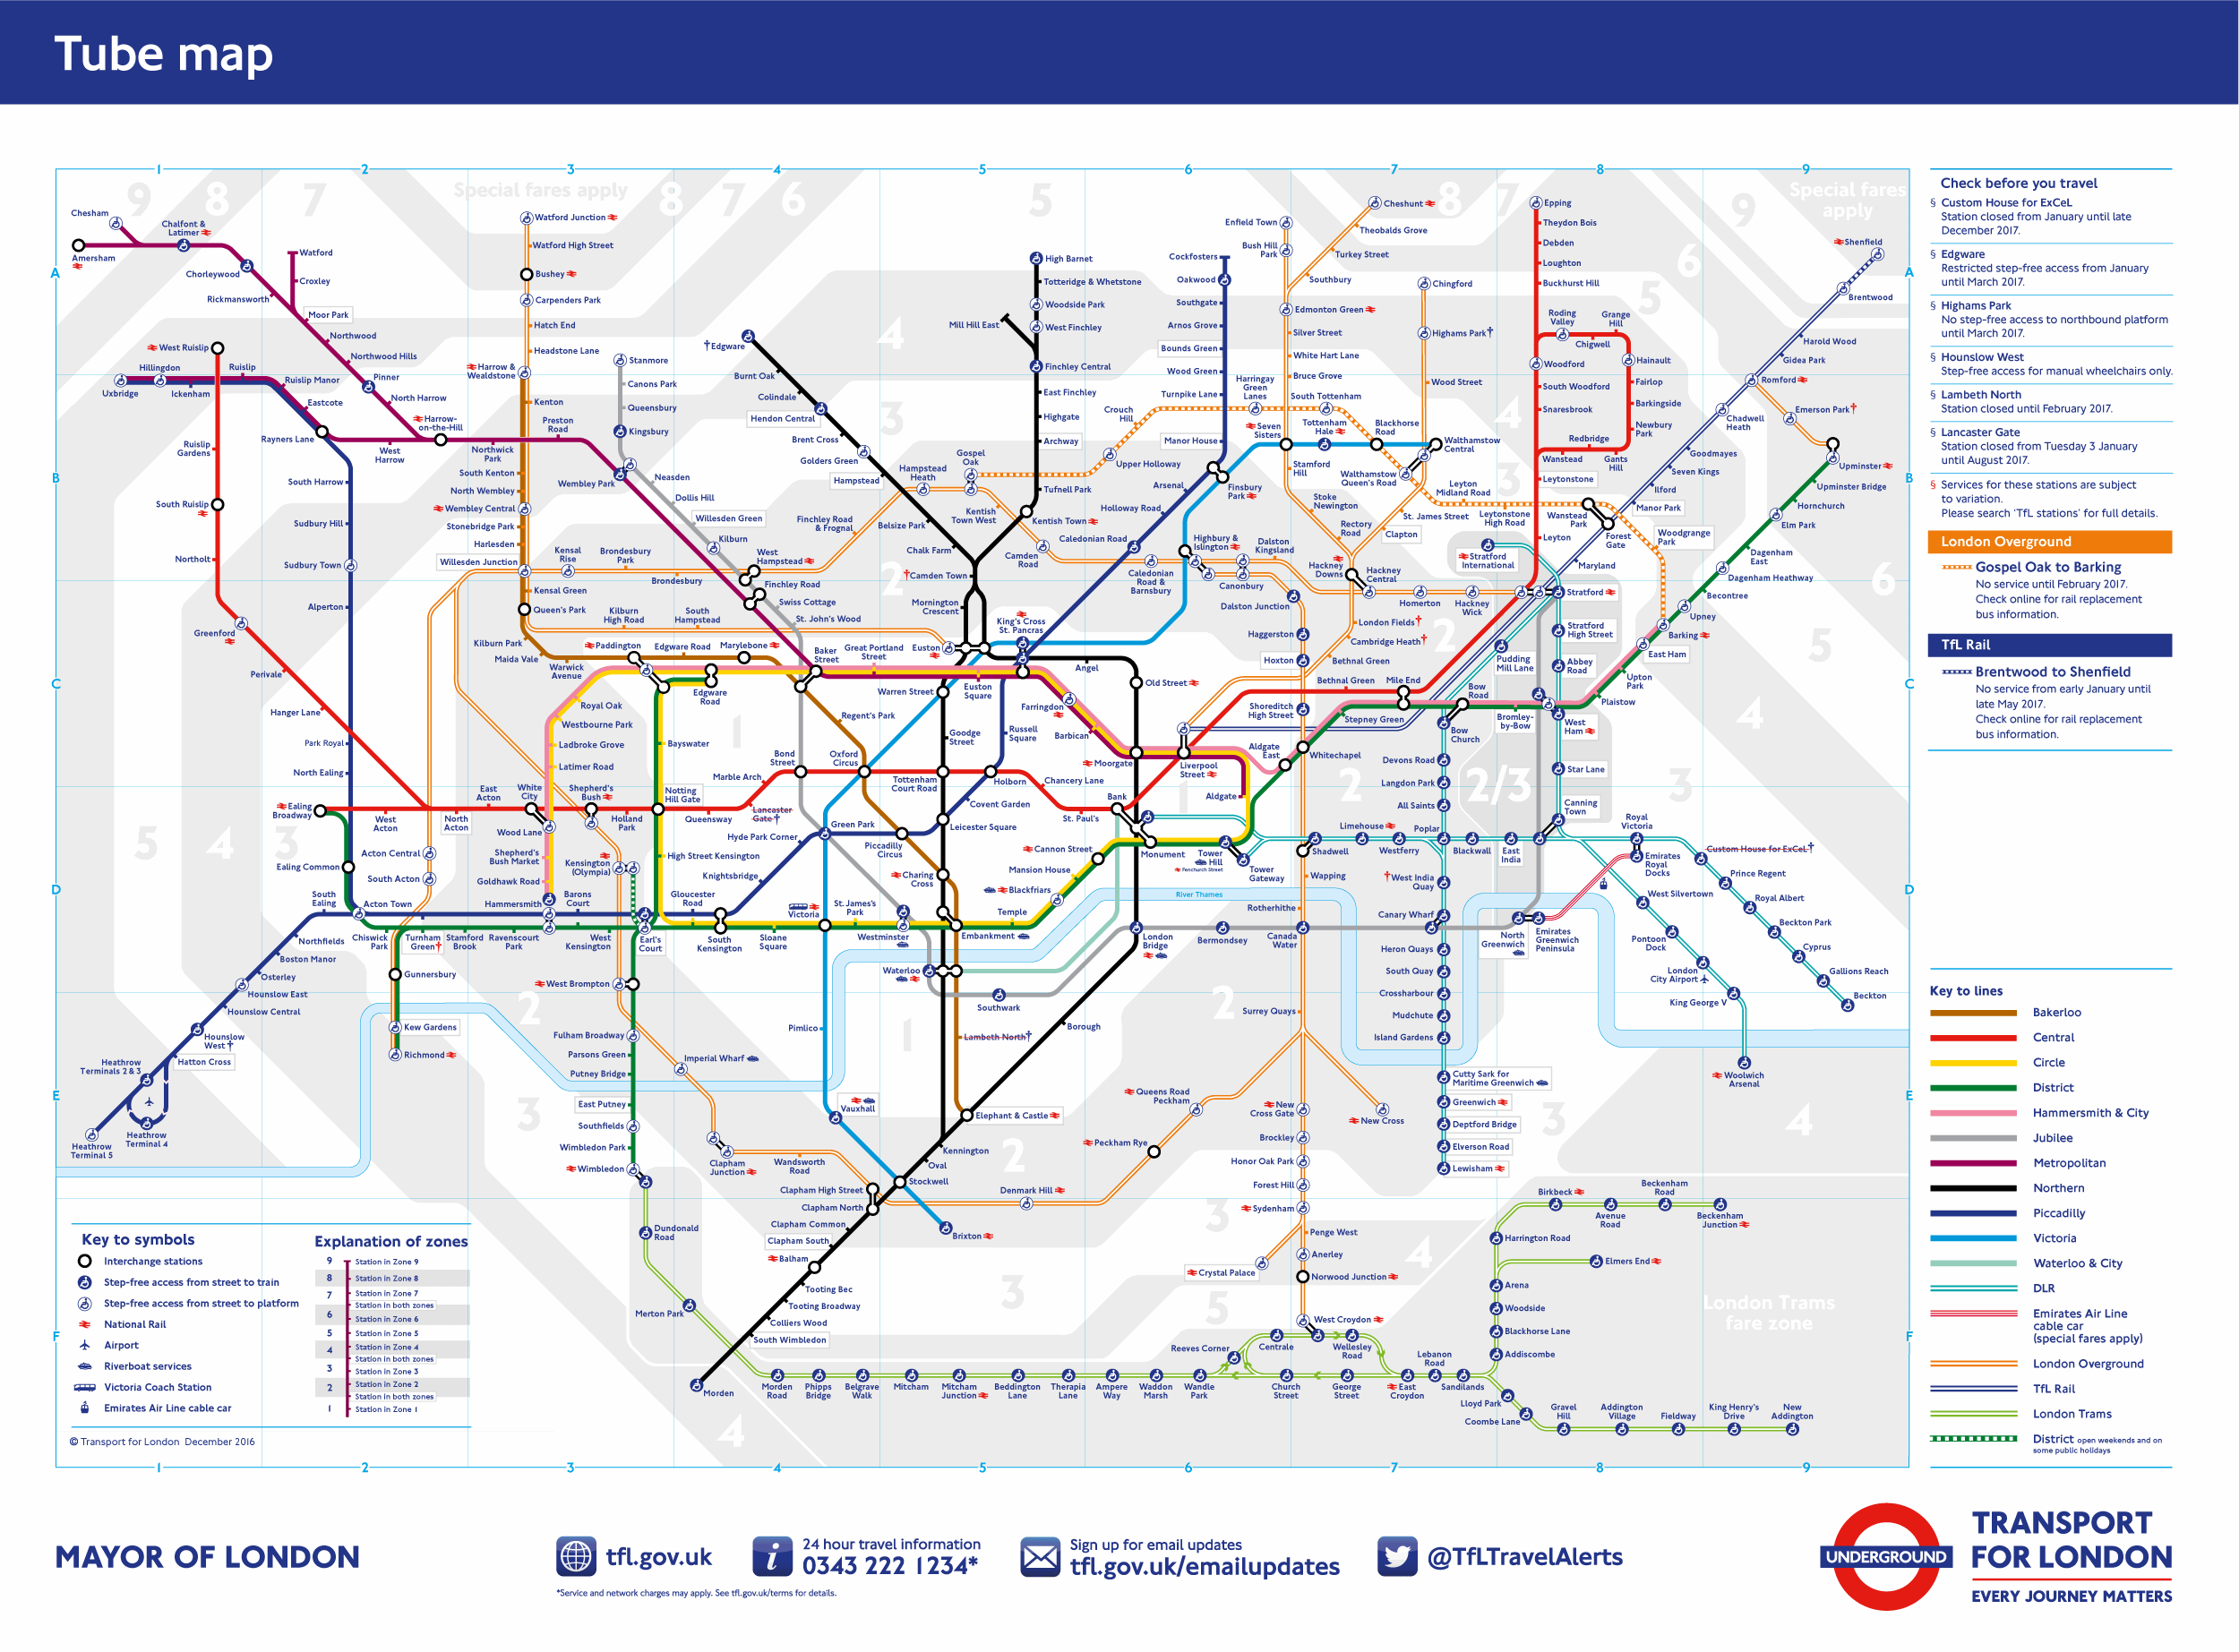 Tube map
1
2
3
4
5
6
7
8
9
Special fares apply
Special fares
apply
Chesham
Chalfont &
Latimer
Amersham
Chorleywood
Rickmansworth
Watford
Croxley
Moor Park
Northwood
Northwood Hills
Pinner
North Harrow
Harrow-
on-the-Hill
West Ruislip
Hillingdon
Ruislip
Uxbridge
Ickenham
Ruislip Manor
Eastcote
Rayners Lane
West
Harrow
Northwick
Park
Preston
Road
Wembley Park
Ruislip
Gardens
South Ruislip
Northolt
Greenford
Perivale
Hanger Lane
South Harrow
Sudbury Hill
Sudbury Town
Alperton
Park Royal
North Ealing
Ealing
Broadway
West
Acton
East
Acton
North
Acton
White
City
Wood Lane
Shepherd's
Bush
Holland
Park
Notting
Hill Gate
Queensway
Lancaster
Gate†
Marble Arch
Bond
Street
Oxford
Circus
Tottenham
Court Road
Holborn
Chancery Lane
St. Paul's
Bank
Watford Junction
Watford High Street
Bushey
Carpenders Park
Hatch End
Headstone Lane
Harrow &
Wealdstone
Kenton
South Kenton
North Wembley
Wembley Central
Stonebridge Park
Harlesden
Willesden Junction
Kensal Green
Queen's Park
Kilburn Park
Maida Vale
Warwick
Avenue
Paddington
Edgware Road
Marylebone
Baker
Street
Regent's Park
Kensal
Rise
Brondesbury
Park
Brondesbury
Kilburn
High Road
South
Hampstead
Stanmore
Canons Park
Queensbury
Kingsbury
Neasden
Dollis Hill
Willesden Green
Kilburn
West
Hampstead
Finchley Road
Swiss Cottage
St. John's Wood
Finchley Road
& Frognal
Hampstead
Heath
Gospel
Oak
Kentish
Town West
Camden
Road
Caledonian
Road &
Barnsbury
Highbury &
Islington
Canonbury
Dalston
Kingsland
Hackney
Downs
Hackney
Central
Homerton
Hackney
Wick
†Edgware
Burnt Oak
Colindale
Hendon Central
Brent Cross
Golders Green
Hampstead
Belsize Park
Chalk Farm
†Camden Town
Mornington
Crescent
Euston
High Barnet
Totteridge & Whetstone
Woodside Park
West Finchley
Mill Hill East
Finchley Central
East Finchley
Highgate
Archway
Tufnell Park
Kentish Town
King's Cross
St. Pancras
Angel
Old Street
Cockfosters
Oakwood
Southgate
Arnos Grove
Bounds Green
Wood Green
Turnpike Lane
Manor House
Finsbury
Park
Arsenal
Holloway Road
Caledonian Road
Crouch
Hill
Upper Holloway
Harringay
Green
Lanes
South Tottenham
Seven
Sisters
Tottenham
Hale
Blackhorse
Road
Walthamstow
Central
Walthamstow
Queen's Road
Leyton
Midland Road
Leytonstone
High Road
Wanstead
Park
Woodgrange
Park
Enfield Town
Bush Hill
Park
Cheshunt
Theobalds Grove
Turkey Street
Southbury
Edmonton Green
Silver Street
White Hart Lane
Bruce Grove
Stamford
Hill
Stoke
Newington
Rectory
Road
Chingford
Highams Park†
Wood Street
St. James Street
Clapton
London Fields†
Cambridge Heath†
Bethnal Green
Epping
Theydon Bois
Debden
Loughton
Buckhurst Hill
Roding
Valley
Chigwell
Grange
Hill
Woodford
Hainault
Fairlop
Barkingside
Newbury
Park
South Woodford
Snaresbrook
Redbridge
Wanstead
Gants
Hill
Leytonstone
Leyton
Shenfield
Brentwood
Harold Wood
Gidea Park
Romford
Emerson Park†
Upminster
Upminster Bridge
Hornchurch
Elm Park
Dagenham
East
Dagenham Heathway
Becontree
Upney
Barking
East Ham
Upton
Park
Plaistow
Chadwell
Heath
Goodmayes
Seven Kings
Ilford
Manor Park
Forest
Gate
Maryland
Stratford
International
Stratford
Stratford
High Street
Abbey
Road
West
Ham
Star Lane
Canning
Town
Pudding
Mill Lane
Bow
Road
Bow
Church
Bromley-
by-Bow
Mile End
Bethnal Green
Stepney Green
Devons Road
Langdon Park
All Saints
Poplar
Dalston Junction
Haggerston
Hoxton
Shoreditch
High Street
Whitechapel
Aldgate
East
Liverpool
Street
Aldgate
Moorgate
Barbican
Farringdon
Russell
Square
Euston
Square
Great Portland
Street
Warren Street
Goodge
Street
Edgware
Road
Royal Oak
Westbourne Park
Ladbroke Grove
Latimer Road
Shepherd's
Bush Market
Goldhawk Road
Hammersmith
Bayswater
High Street Kensington
Kensington
(Olympia)
Acton Central
South Acton
Ealing Common
South
Ealing
Acton Town
Northfields
Boston Manor
Osterley
Hounslow East
Hounslow Central
Hounslow
West†
Hatton Cross
Heathrow
Terminals 2 & 3
Heathrow
Terminal 4
Heathrow
Terminal 5
Chiswick
Park
Turnham
Green†
Stamford
Brook
Ravenscourt
Park
Barons
Court
West
Kensington
Earl's
Court
Gloucester
Road
South
Kensington
Knightsbridge
Hyde Park Corner
Green Park
Piccadilly
Circus
Leicester Square
Covent Garden
Charing
Cross
Sloane
Square
Victoria
St. James's
Park
Westminster
Embankment
Temple
Blackfriars
Mansion House
Cannon Street
Monument
Tower
Hill
Fenchurch Street
Tower
Gateway
Gunnersbury
Kew Gardens
Richmond
West Brompton
Fulham Broadway
Parsons Green
Putney Bridge
East Putney
Southfields
Wimbledon Park
Wimbledon
Imperial Wharf
Clapham
Junction
Wandsworth
Road
Pimlico
Vauxhall
Stockwell
Brixton
Waterloo
Southwark
Lambeth North†
Elephant & Castle
Kennington
Oval
Clapham High Street
Clapham North
Clapham Common
Clapham South
Balham
Tooting Bec
Tooting Broadway
Colliers Wood
South Wimbledon
Morden
Borough
London
Bridge
Bermondsey
Canada
Water
River Thames
Shadwell
Wapping
Rotherhithe
Surrey Quays
Queens Road
Peckham
Peckham Rye
Denmark Hill
New
Cross Gate
New Cross
Brockley
Honor Oak Park
Forest Hill
Sydenham
Crystal Palace
Penge West
Anerley
Norwood Junction
West Croydon
Limehouse
Westferry
Blackwall
East
India
†West India
Quay
Canary Wharf
Heron Quays
South Quay
Crossharbour
Mudchute
Island Gardens
Cutty Sark for
Maritime Greenwich
Greenwich
Deptford Bridge
Elverson Road
Lewisham
North
Greenwich
Emirates
Greenwich
Peninsula
Emirates
Royal
Docks
Royal
Victoria
Custom House for ExCeL†
Prince Regent
Royal Albert
Beckton Park
Cyprus
Gallions Reach
Beckton
West Silvertown
Pontoon
Dock
London
City Airport
King George V
Woolwich
Arsenal
Dundonald
Road
Merton Park
Morden
Road
Phipps
Bridge
Belgrave
Walk
Mitcham
Mitcham
Junction
Beddington
Lane
Therapia
Lane
Ampere
Way
Waddon
Marsh
Wandle
Park
Reeves Corner
Centrale
Wellesley
Road
Church
Street
George
Street
East
Croydon
Lebanon
Road
Sandilands
Lloyd Park
Coombe Lane
Gravel
Hill
Addington
Village
Fieldway
King Henry's
Drive
New
Addington
Addiscombe
Blackhorse Lane
Woodside
Arena
Elmers End
Harrington Road
Birkbeck
Avenue
Road
Beckenham
Road
Beckenham
Junction
London Trams
fare zone
2/3
A
B
C
D
E
F
Key to symbols
Interchange stations
Step-free access from street to train
Step-free access from street to platform
National Rail
Airport
Riverboat services
Victoria Coach Station
Emirates Air Line cable car
Explanation of zones
9 Station in Zone 9
8 Station in Zone 8
7 Station in Zone 7
Station in both zones
6 Station in Zone 6
5 Station in Zone 5
4 Station in Zone 4
Station in both zones
3 Station in Zone 3
2 Station in Zone 2
Station in both zones
1 Station in Zone 1
© Transport for London December 2016
Check before you travel
§ Custom House for ExCeL
Station closed from January until late
December 2017.
§ Edgware
Restricted step-free access from January
until March 2017.
§ Highams Park
No step-free access to northbound platform
until March 2017.
§ Hounslow West
Step-free access for manual wheelchairs only.
§ Lambeth North
Station closed until February 2017.
§ Lancaster Gate
Station closed from Tuesday 3 January
until August 2017.
§ Services for these stations are subject
to variation.
Please search 'TfL stations' for full details.
London Overground
Gospel Oak to Barking
No service until February 2017.
Check online for rail replacement
bus information.
TfL Rail
Brentwood to Shenfield
No service from early January until
late May 2017.
Check online for rail replacement
bus information.
Key to lines
Bakerloo
Central
Circle
District
Hammersmith & City
Jubilee
Metropolitan
Northern
Piccadilly
Victoria
Waterloo & City
DLR
Emirates Air Line
cable car
(special fares apply)
London Overground
TfL Rail
London Trams
District open weekends and on
some public holidays
MAYOR OF LONDON
tfl.gov.uk
24 hour travel information
0343 222 1234*
*Service and network charges may apply. See tfl.gov.uk/terms for details.
Sign up for email updates
tfl.gov.uk/emailupdates
@TfLTravelAlerts
UNDERGROUND
TRANSPORT
FOR LONDON
EVERY JOURNEY MATTERS